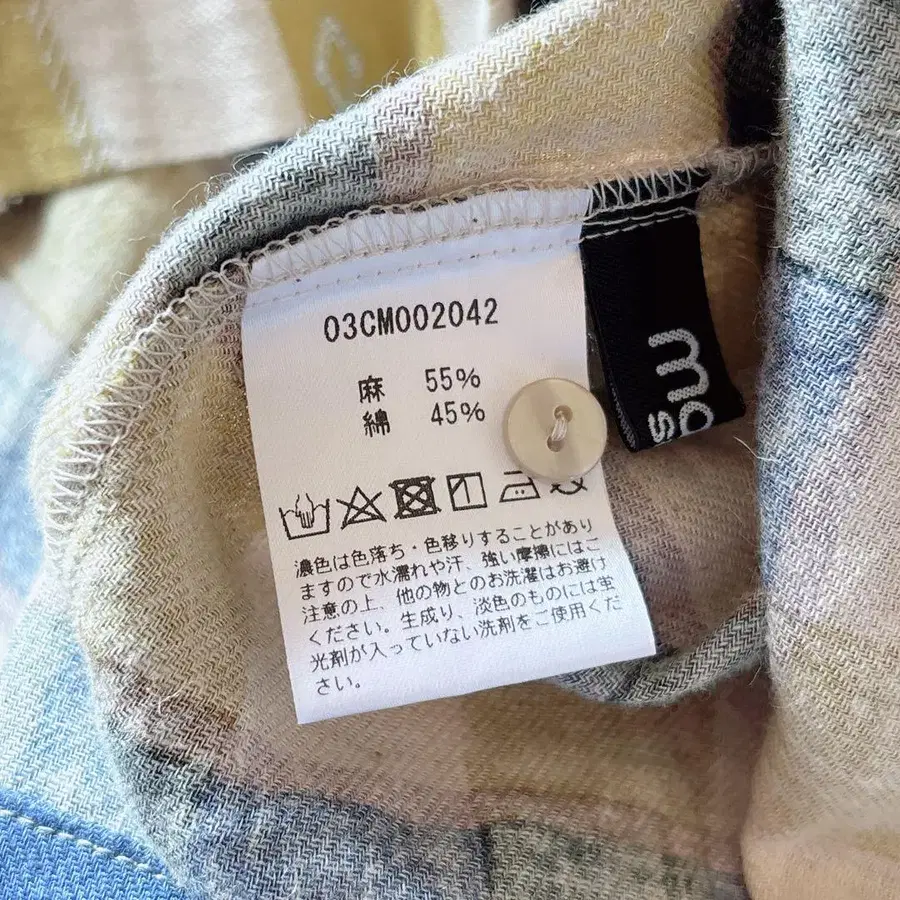 03CM002042
麻 55%
綿 45%
濃色は色落ち・色移りすることがあり
ますので水濡れや汗、強い摩擦にはご
注意の上、他の物とのお洗濯はお避け
ください。生成り、淡色のものには蛍
光剤が入っていない洗剤をご使用くだ
さい。